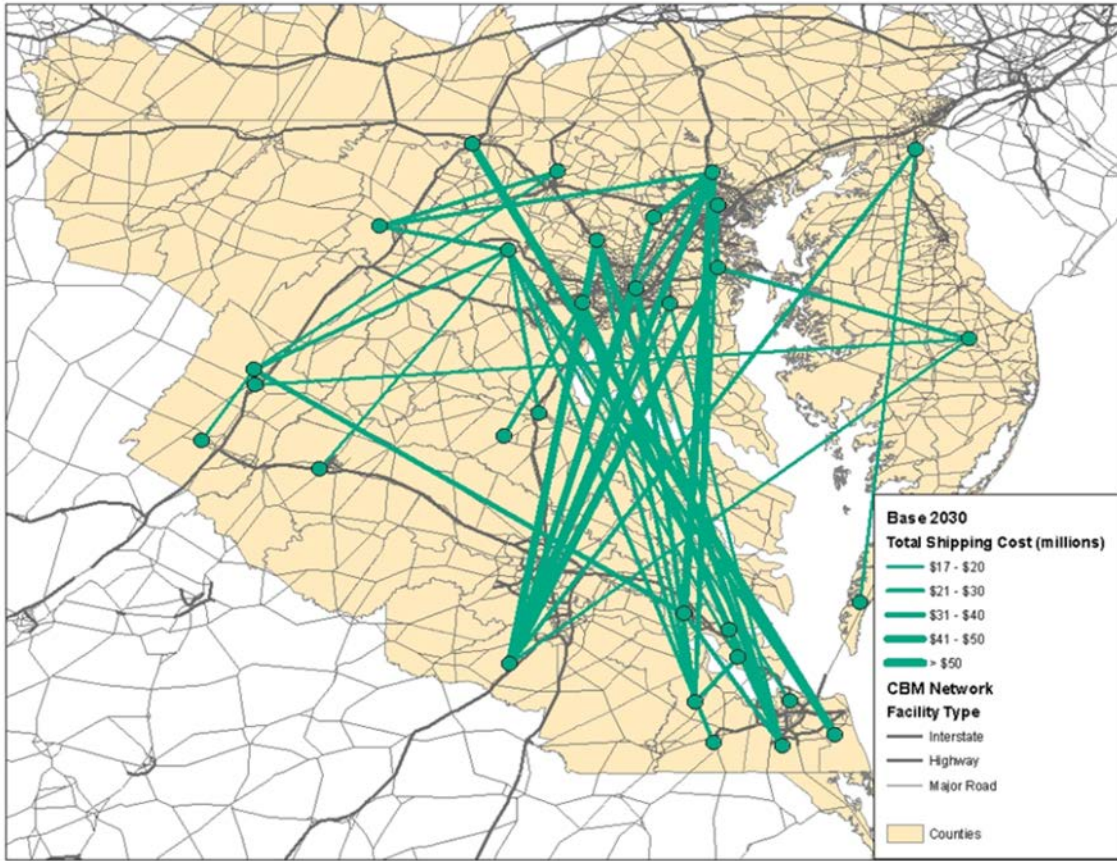 Base 2030
Total Shipping Cost (millions)
$17 - $20
$21 - $30
$31 - $40
$41 - $50
> $50
CBM Network
Facility Type
Interstate
Highway
Major Road
Counties